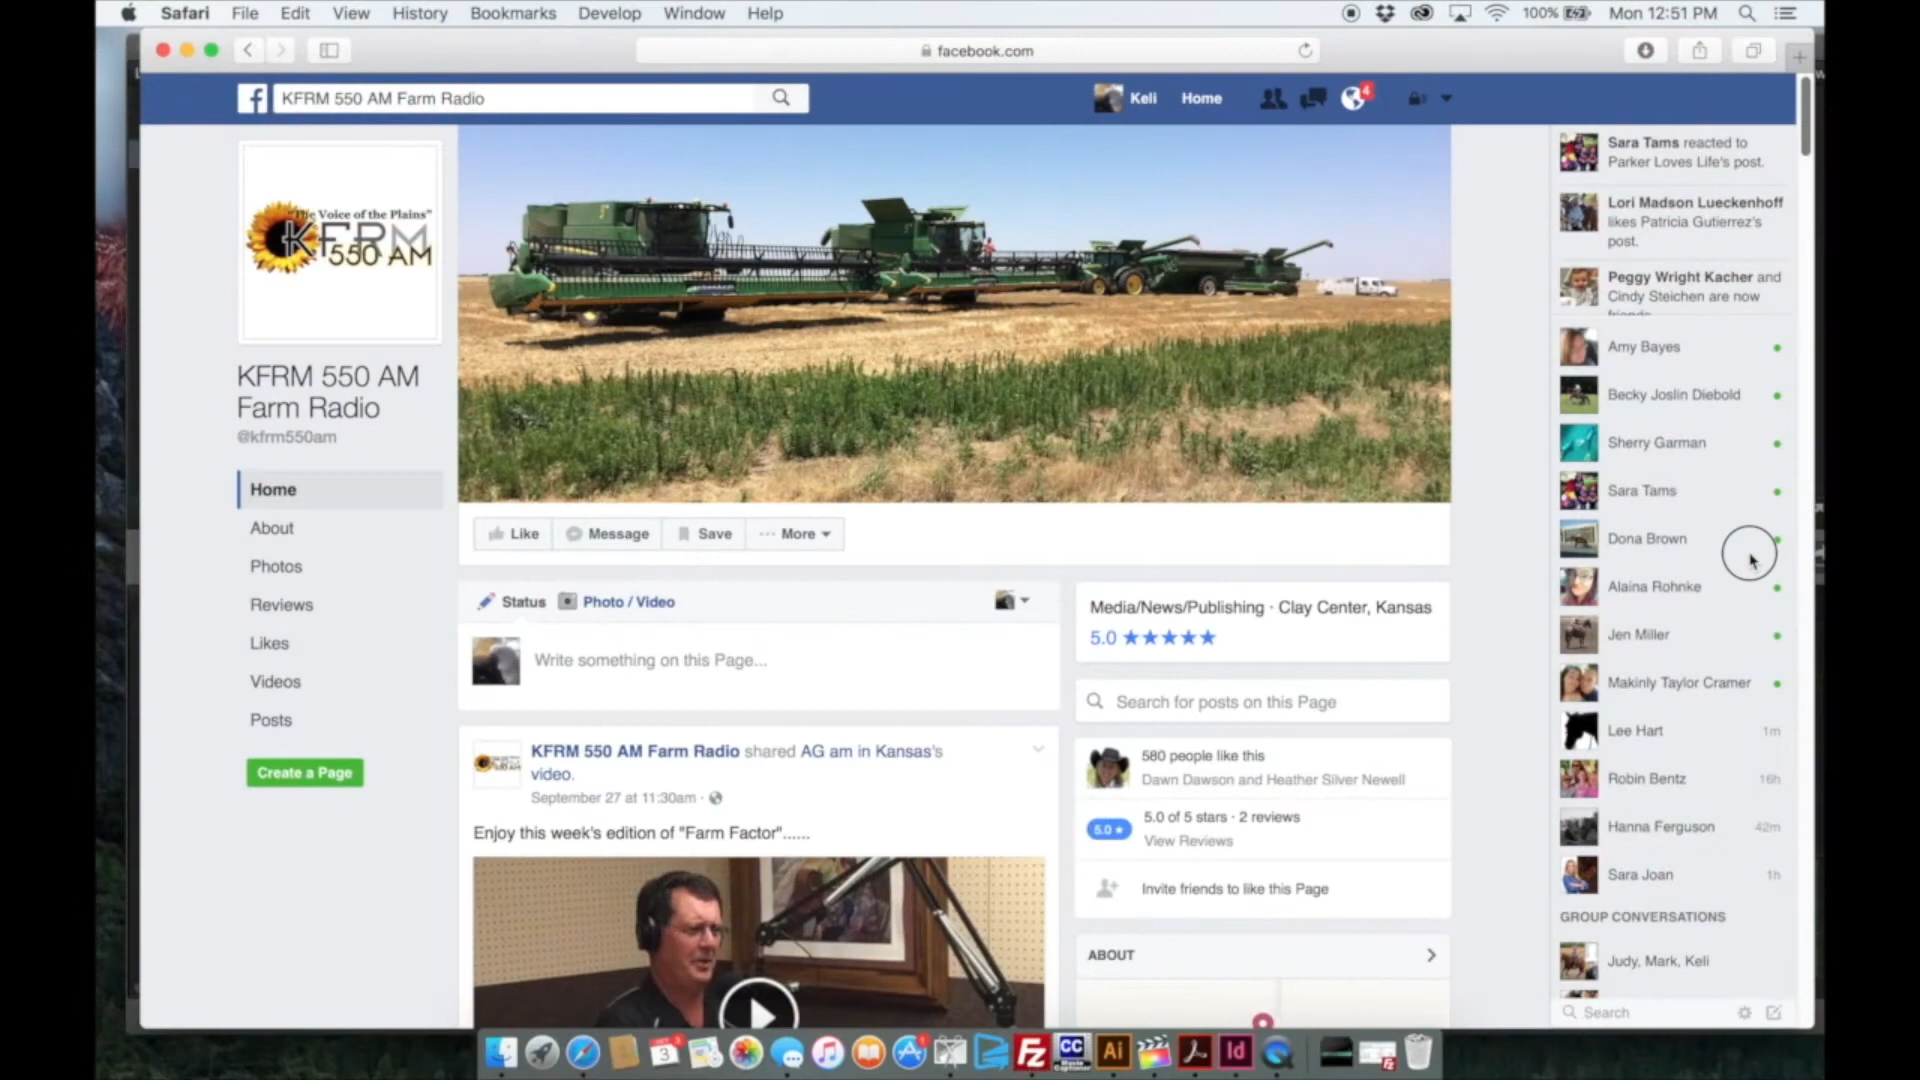 Safari File Edit View History Bookmarks Develop Window Help 100% Mon 12:51 PM
facebook.com
KFRM 550 AM Farm Radio
Keli Home 4
"The Voice of the Plains"
KFRM
550 AM
KFRM 550 AM
Farm Radio
@kfrm550am
Home
About
Photos
Reviews
Likes
Videos
Posts
Create a Page
Like Message Save More
Status Photo / Video
Write something on this Page...
KFRM 550 AM Farm Radio shared AG am in Kansas's
video.
September 27 at 11:30am ·
Enjoy this week's edition of "Farm Factor"......
Media/News/Publishing · Clay Center, Kansas
5.0 ★★★★★
Search for posts on this Page
580 people like this
Dawn Dawson and Heather Silver Newell
5.0 ★
5.0 of 5 stars · 2 reviews
View Reviews
Invite friends to like this Page
ABOUT
Sara Tams reacted to
Parker Loves Life's post.
Lori Madson Lueckenhoff
likes Patricia Gutierrez's
post.
Peggy Wright Kacher and
Cindy Steichen are now
friends.
Amy Bayes
Becky Joslin Diebold
Sherry Garman
Sara Tams
Dona Brown
Alaina Rohnke
Jen Miller
Makinly Taylor Cramer
Lee Hart 1m
Robin Bentz 16h
Hanna Ferguson 42m
Sara Joan 1h
GROUP CONVERSATIONS
Judy, Mark, Keli
Search
3
Fz
CC
Ai
Id